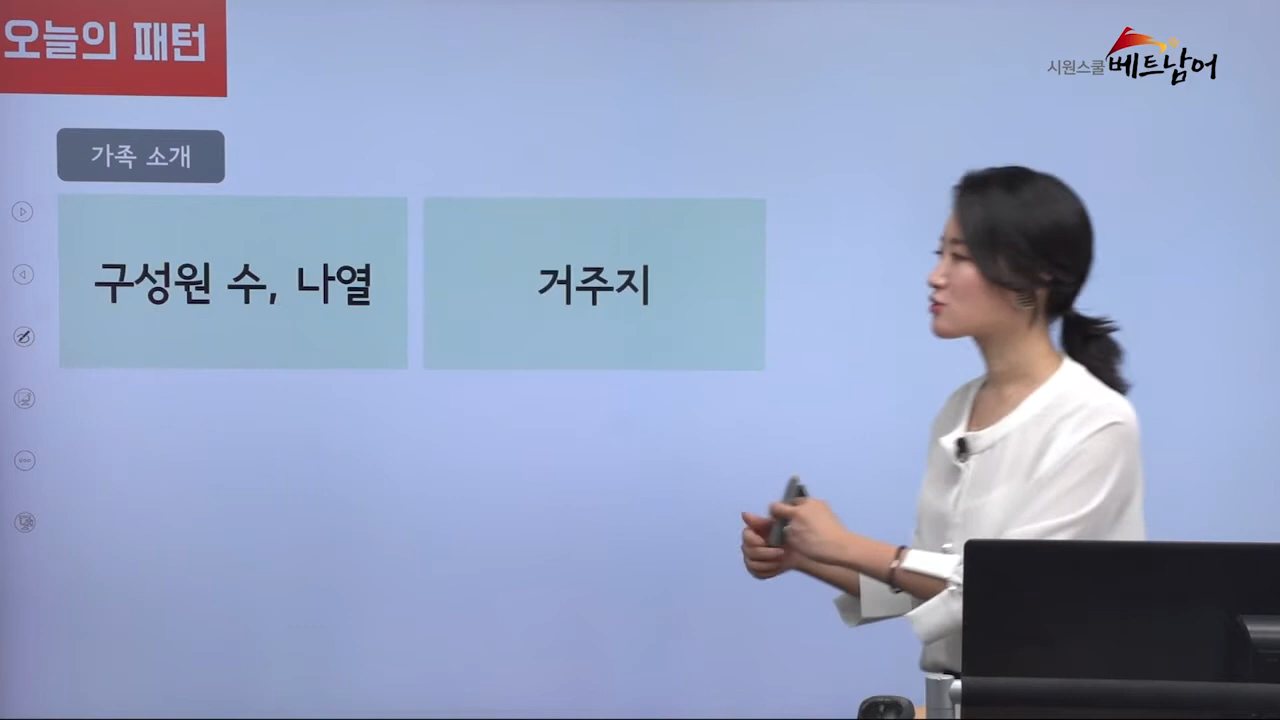 오늘의 패턴
시원스쿨 베트남어
가족 소개
구성원 수, 나열
거주지